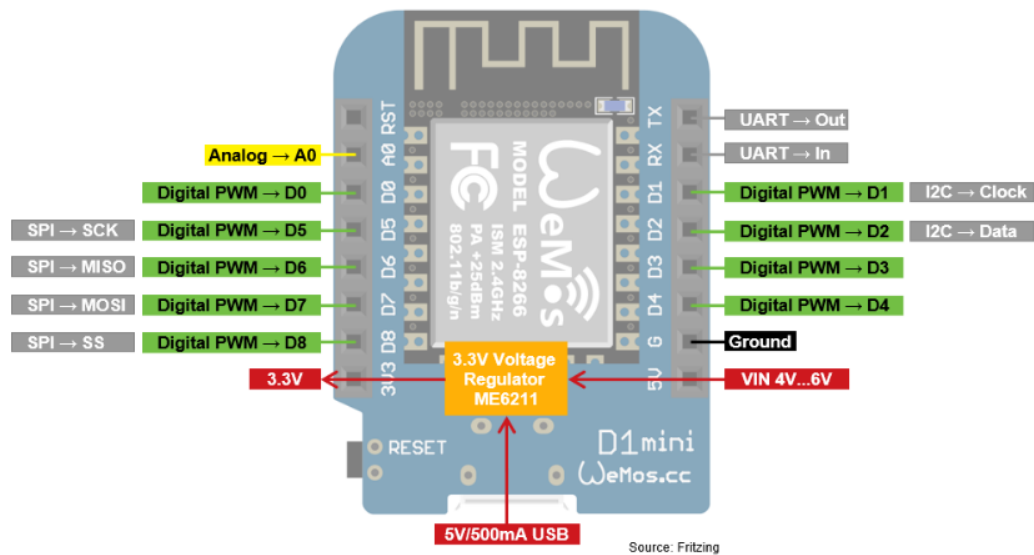 RST
TX
UART → Out
Analog → A0
A0
RX
UART → In
Digital PWM → D0
D0
D1
Digital PWM → D1
I2C → Clock
SPI → SCK
Digital PWM → D5
D5
D2
Digital PWM → D2
I2C → Data
SPI → MISO
Digital PWM → D6
D6
D3
Digital PWM → D3
SPI → MOSI
Digital PWM → D7
D7
D4
Digital PWM → D4
SPI → SS
Digital PWM → D8
D8
G
Ground
3.3V
3V3
5V
VIN 4V...6V
WeMos
FC
MODEL ESP-8266
ISM 2.4GHz
PA +25dBm
802.11b/g/n
3.3V Voltage
Regulator
ME6211
RESET
D1mini
WeMos.cc
5V/500mA USB
Source: Fritzing